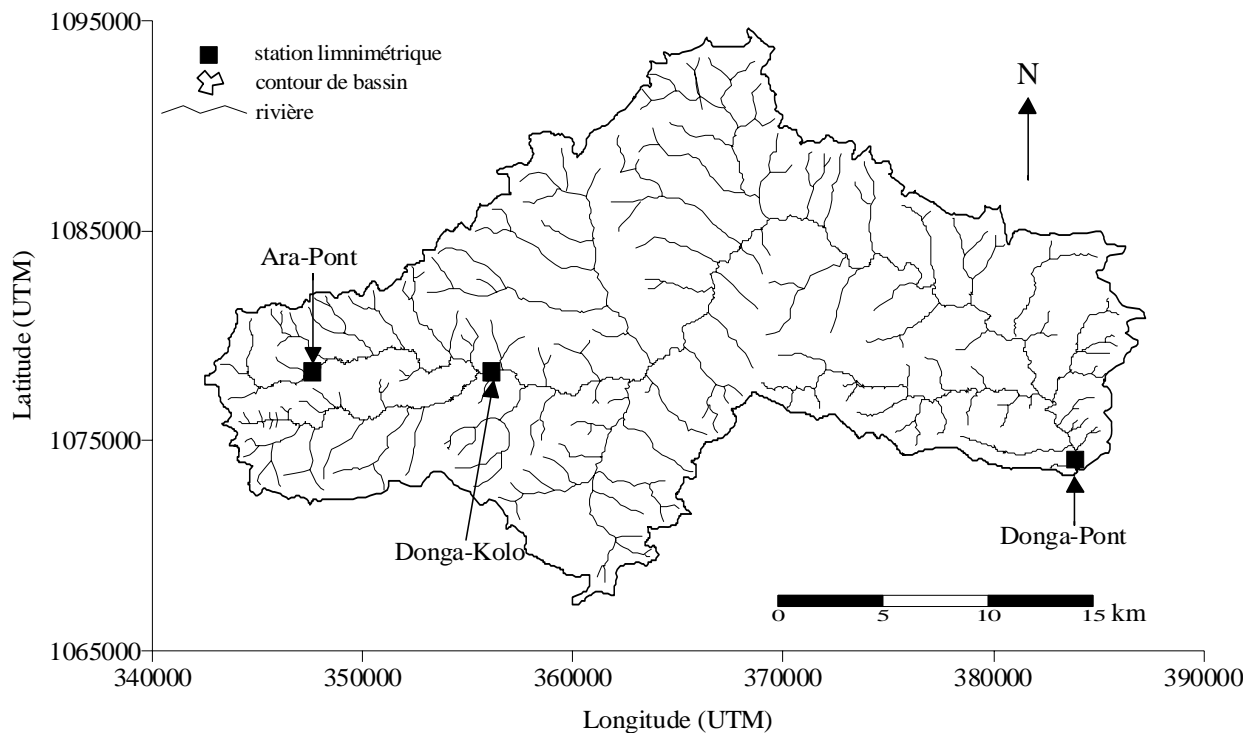 1095000
station limnimétrique
contour de bassin
rivière
N
1085000
Ara-Pont
Latitude (UTM)
1075000
Donga-Kolo
Donga-Pont
0 5 10 15 km
1065000
340000 350000 360000 370000 380000 390000
Longitude (UTM)